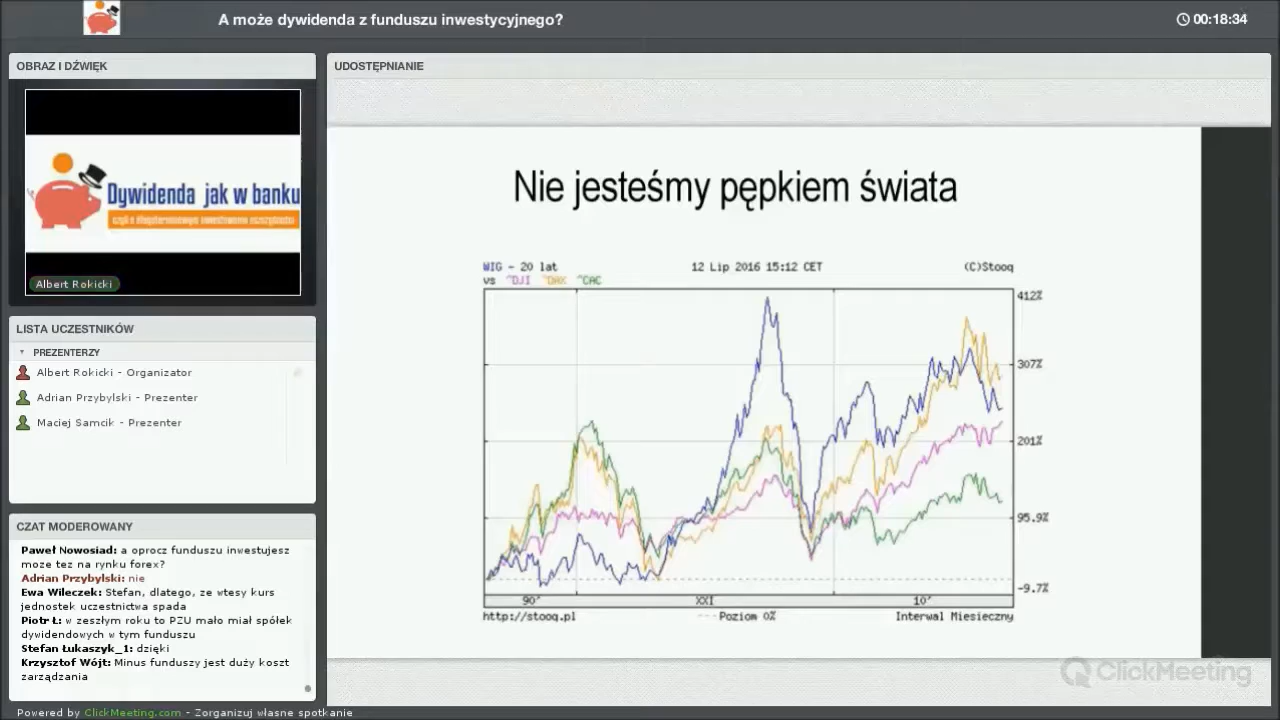 A może dywidenda z funduszu inwestycyjnego?
00:18:34
OBRAZ I DŹWIĘK
Dywidenda jak w banku
czyli o długoterminowym inwestowaniu oszczędności
Albert Rokicki
LISTA UCZESTNIKÓW
PREZENTERZY
Albert Rokicki - Organizator
Adrian Przybylski - Prezenter
Maciej Samcik - Prezenter
CZAT MODEROWANY
Paweł Nowosiad: a oprocz funduszu inwestujesz
moze tez na rynku forex?
Adrian Przybylski: nie
Ewa Wileczek: Stefan, dlatego, ze wtesy kurs
jednostek uczestnictwa spada
Piotr Ł: w zeszłym roku to PZU mało miał spółek
dywidendowych w tym funduszu
Stefan Łukaszyk_1: dzięki
Krzysztof Wójt: Minus funduszy jest duży koszt
zarządzania
Powered by ClickMeeting.com - Zorganizuj własne spotkanie
UDOSTĘPNIANIE
Nie jesteśmy pępkiem świata
WIG - 20 lat 12 Lip 2016 15:12 CET (C)Stooq
vs ^DJI ^DAX ^CAC
412%
307%
201%
95.9%
-9.7%
90' XXI 10'
http://stooq.pl ---Poziom 0% Interwal Miesieczny
ClickMeeting